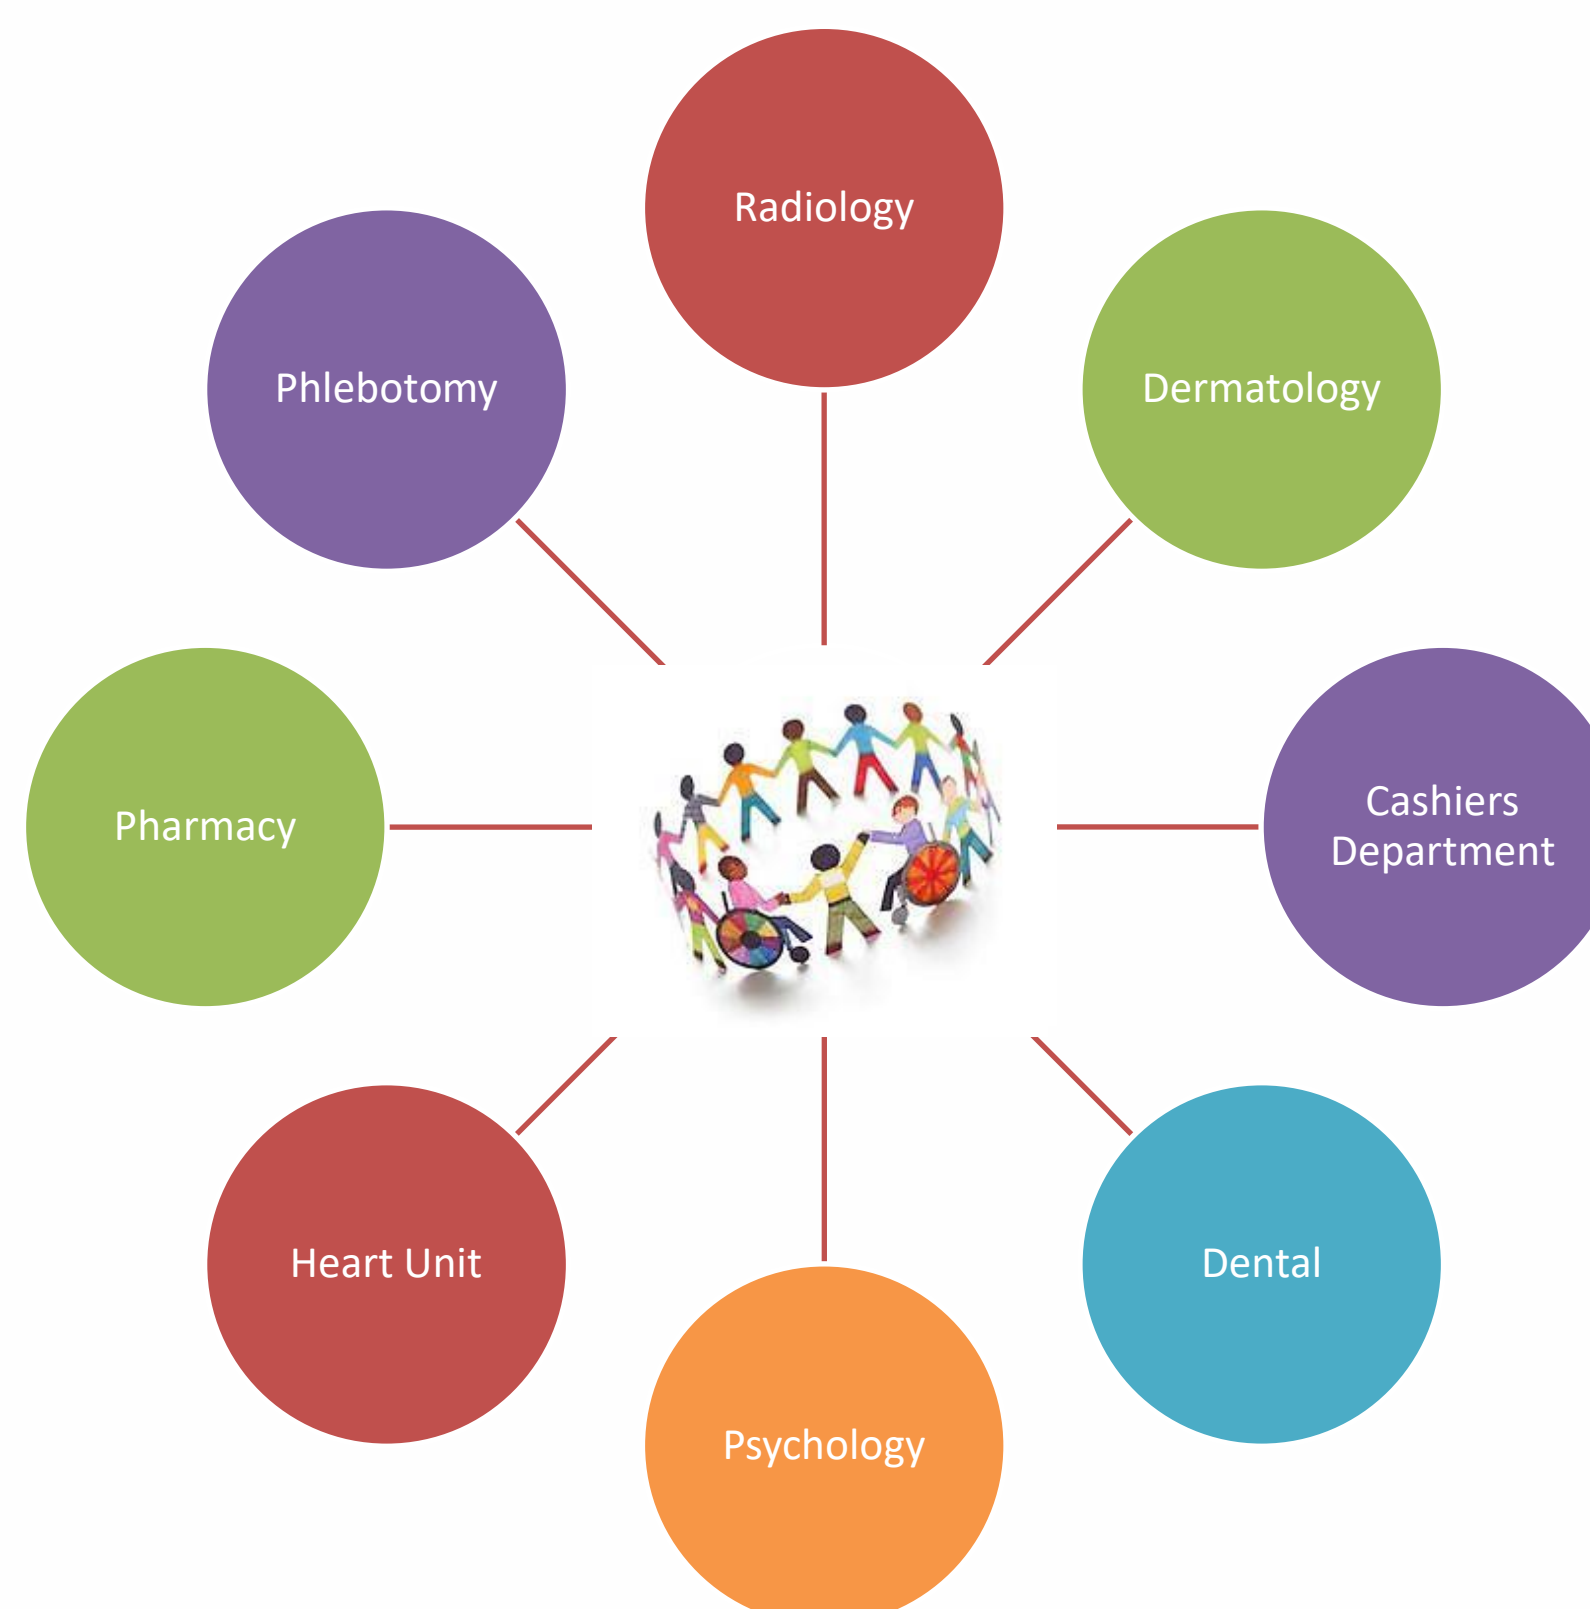 Radiology
Dermatology
Cashiers
Department
Dental
Psychology
Heart Unit
Pharmacy
Phlebotomy